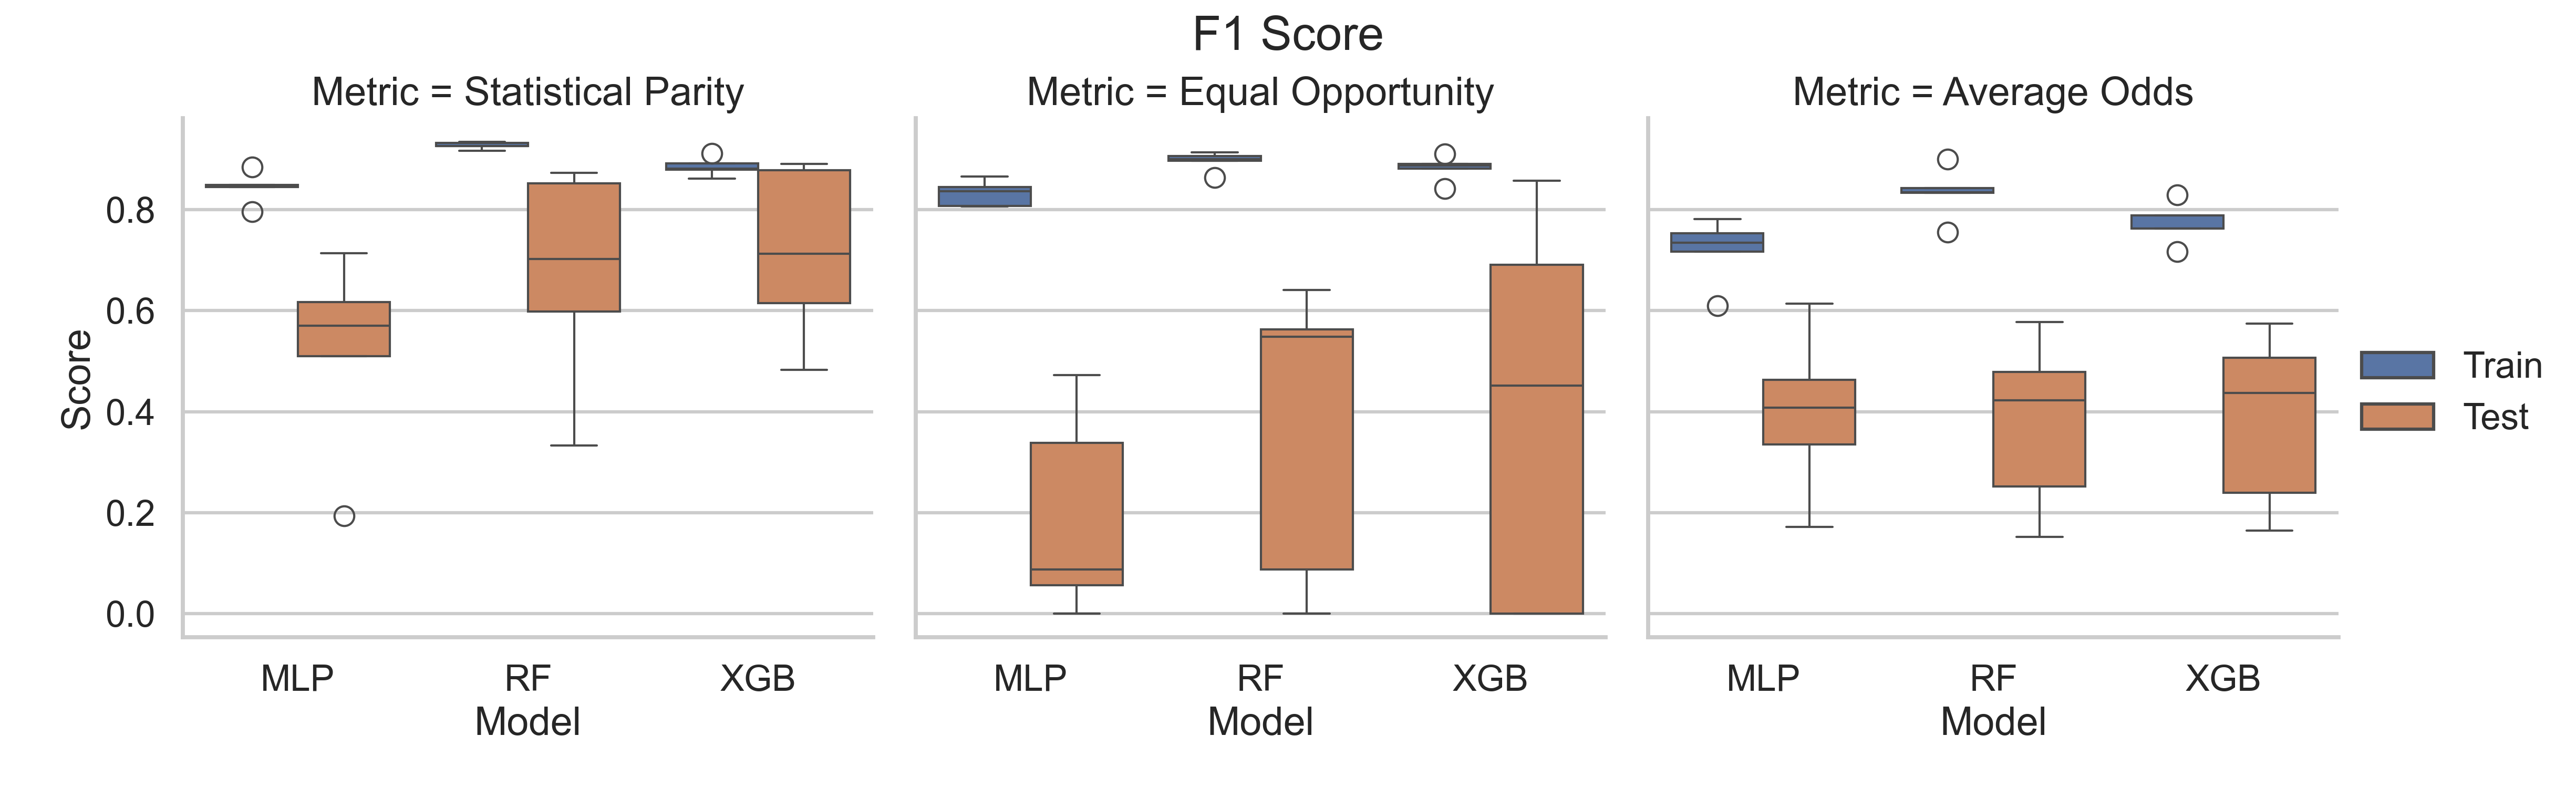 F1 Score
Metric = Statistical Parity
Metric = Equal Opportunity
Metric = Average Odds
Score
0.8
0.6
0.4
0.2
0.0
MLP
RF
XGB
Model
MLP
RF
XGB
Model
MLP
RF
XGB
Model
Train
Test